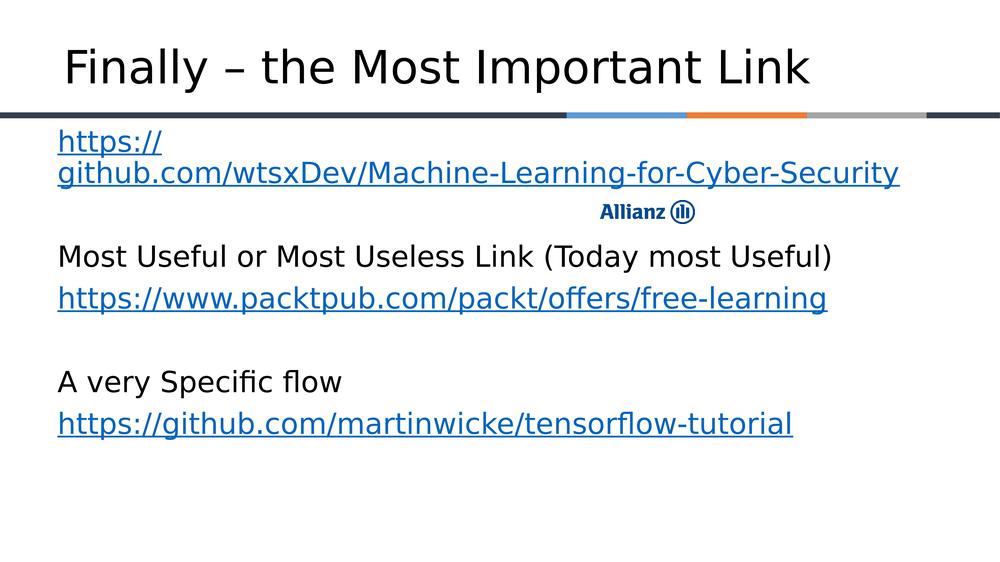 Finally – the Most Important Link
https://
github.com/wtsxDev/Machine-Learning-for-Cyber-Security
Allianz
Most Useful or Most Useless Link (Today most Useful)
https://www.packtpub.com/packt/offers/free-learning
A very Specific flow
https://github.com/martinwicke/tensorflow-tutorial